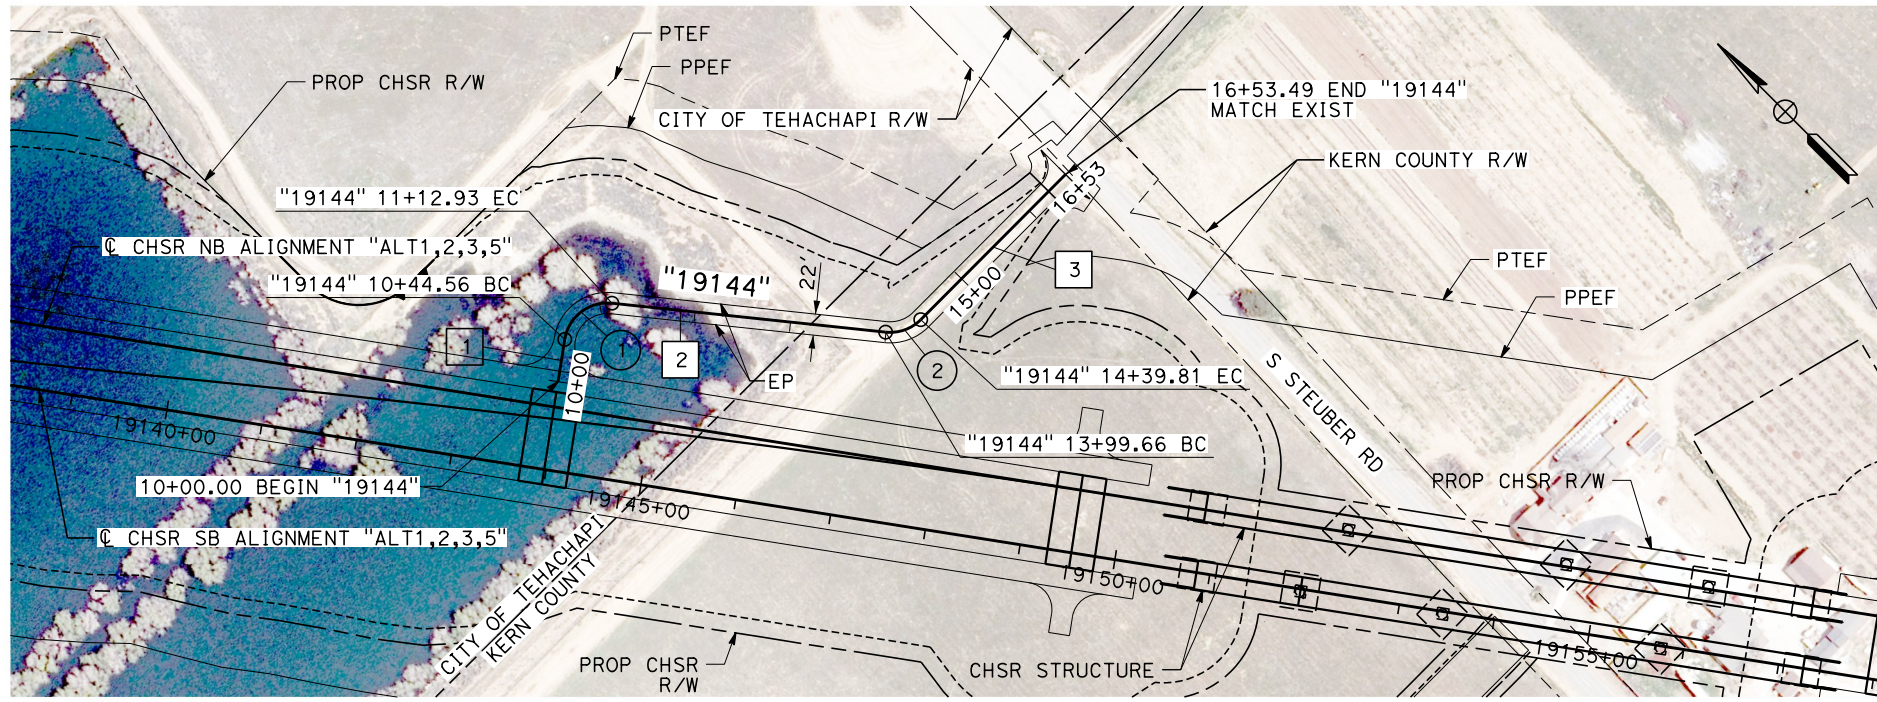 PTEF
PPEF
PROP CHSR R/W
CITY OF TEHACHAPI R/W
16+53.49 END "19144"
MATCH EXIST
KERN COUNTY R/W
"19144" 11+12.93 EC
16+53
℄ CHSR NB ALIGNMENT "ALT1,2,3,5"
"19144" 10+44.56 BC
"19144"
22'
15+00
3
PTEF
PPEF
1
1
2
2
10+00
EP
"19144" 14+39.81 EC
S STEUBER RD
19140+00
"19144" 13+99.66 BC
10+00.00 BEGIN "19144"
19145+00
PROP CHSR R/W
℄ CHSR SB ALIGNMENT "ALT1,2,3,5"
CITY OF TEHACHAPI
KERN COUNTY
19150+00
PROP CHSR
R/W
CHSR STRUCTURE
19155+00